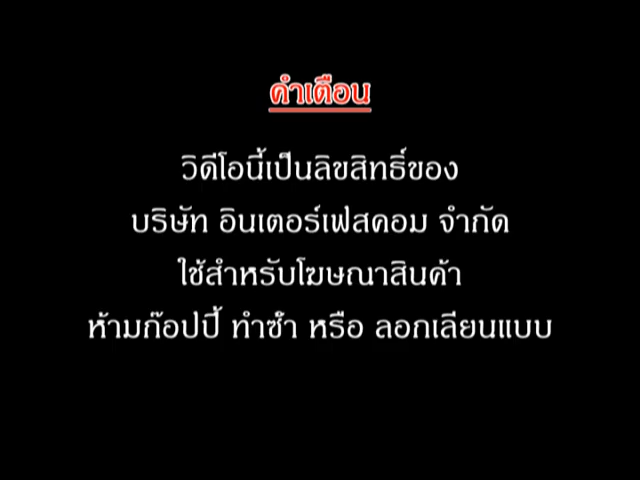 คำเตือน
วิดีโอนี้เป็นลิขสิทธิ์ของ
บริษัท อินเตอร์เฟสคอม จำกัด
ใช้สำหรับโฆษณาสินค้า
ห้ามก๊อปปี้ ทำซ้ำ หรือ ลอกเลียนแบบ